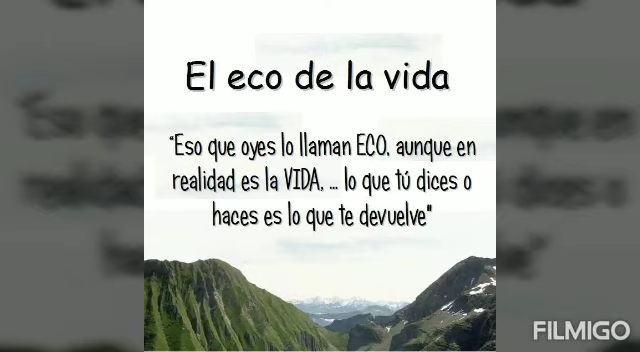 El eco de la vida
"Eso que oyes lo llaman ECO, aunque en
realidad es la VIDA, ... lo que tú dices o
haces es lo que te devuelve"
FILMIGO